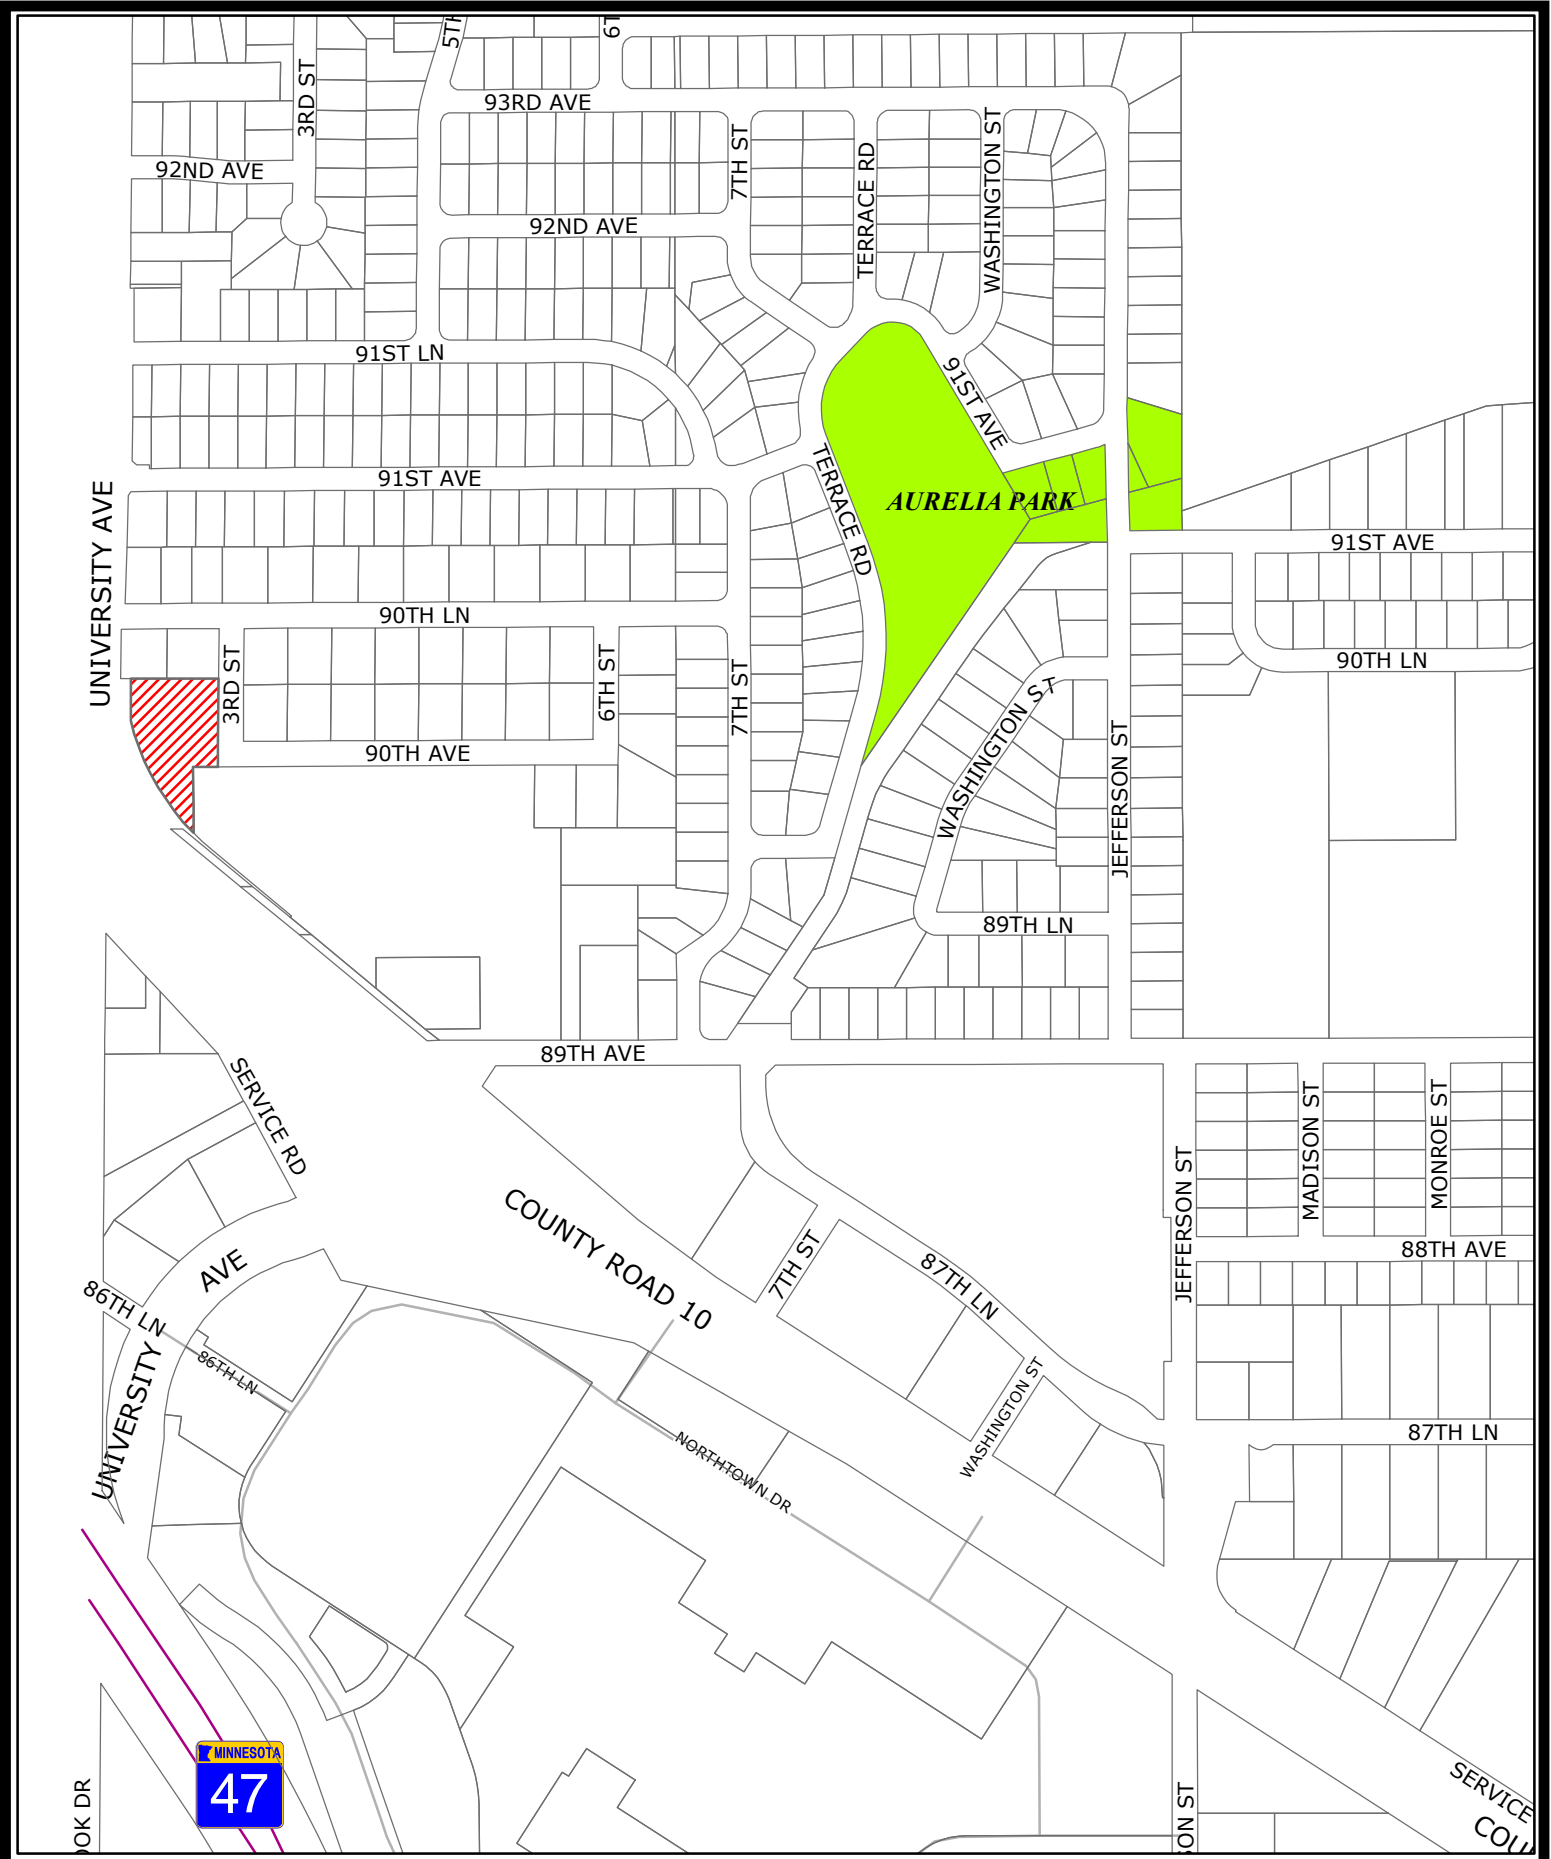 5TH
6T
3RD ST
93RD AVE
7TH ST
WASHINGTON ST
TERRACE RD
92ND AVE
92ND AVE
91ST LN
91ST AVE
91ST AVE
TERRACE RD
AURELIA PARK
UNIVERSITY AVE
91ST AVE
90TH LN
3RD ST
6TH ST
7TH ST
90TH LN
WASHINGTON ST
90TH AVE
JEFFERSON ST
89TH LN
89TH AVE
SERVICE RD
MADISON ST
MONROE ST
JEFFERSON ST
COUNTY ROAD 10
7TH ST
87TH LN
88TH AVE
UNIVERSITY AVE
86TH LN
86TH LN
WASHINGTON ST
87TH LN
NORTHTOWN DR
MINNESOTA
47
OK DR
SON ST
SERVICE
COU